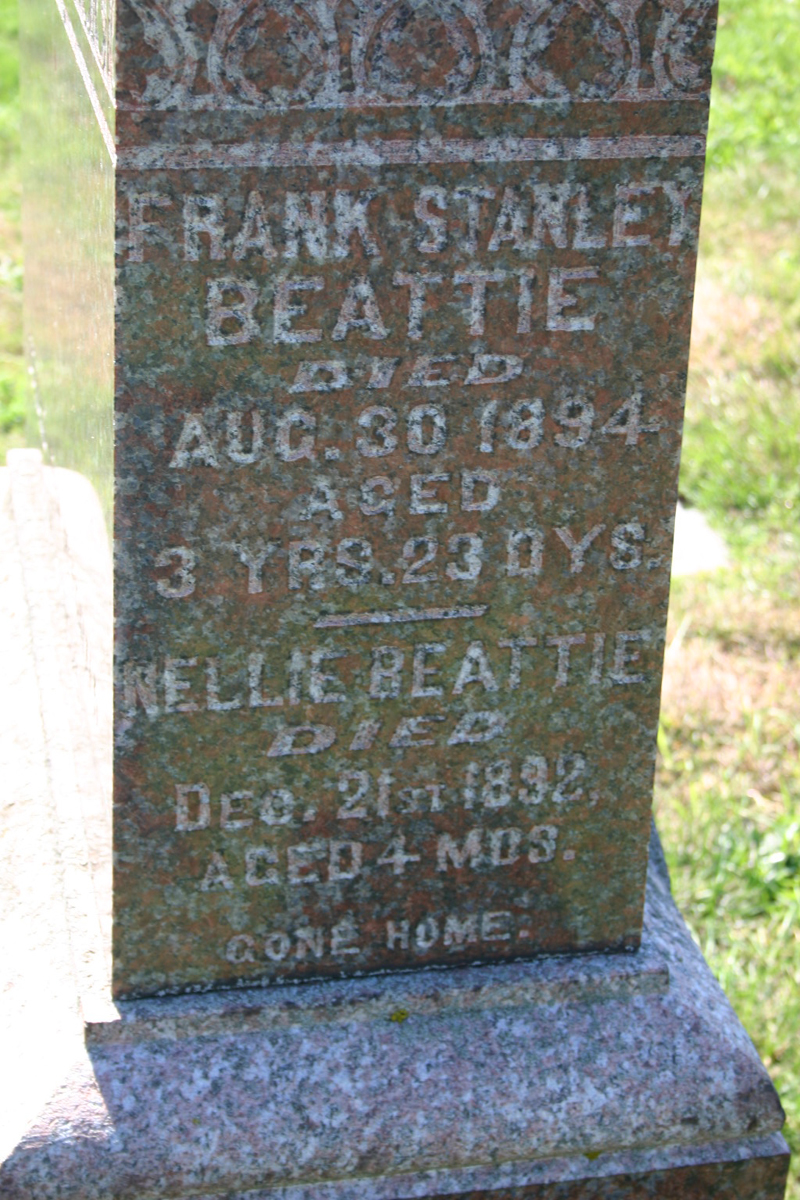 FRANK STANLEY
BEATTIE
DIED
AUG. 30 1894
AGED
3 YRS. 23 DYS.
NELLIE BEATTIE
DIED
DEC. 21ST 1892.
AGED 4 MOS.
GONE HOME.